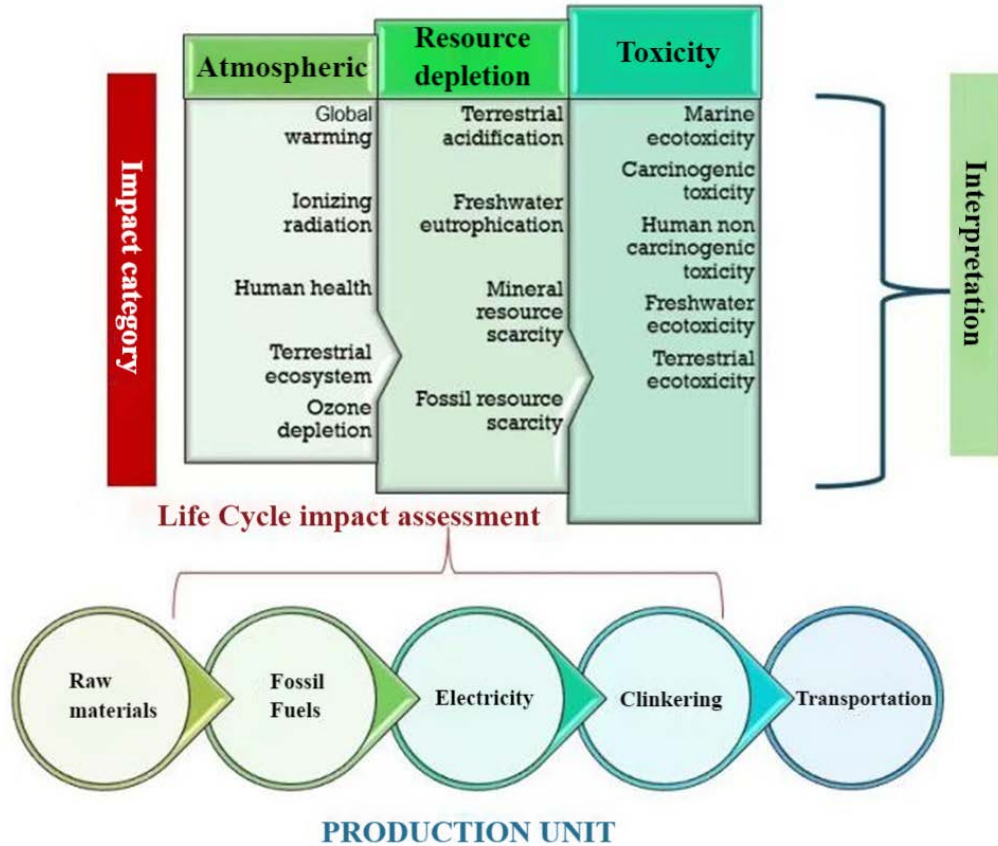 Atmospheric
Resource
depletion
Toxicity
Impact category
Global
warming
Ionizing
radiation
Human health
Terrestrial
ecosystem
Ozone
depletion
Terrestrial
acidification
Freshwater
eutrophication
Mineral
resource
scarcity
Fossil resource
scarcity
Marine
ecotoxicity
Carcinogenic
toxicity
Human non
carcinogenic
toxicity
Freshwater
ecotoxicity
Terrestrial
ecotoxicity
Interpretation
Life Cycle impact assessment
Raw
materials
Fossil
Fuels
Electricity
Clinkering
Transportation
PRODUCTION UNIT